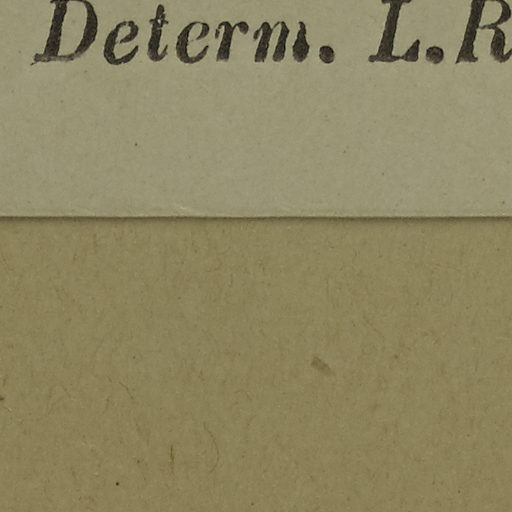 Determ. L. R